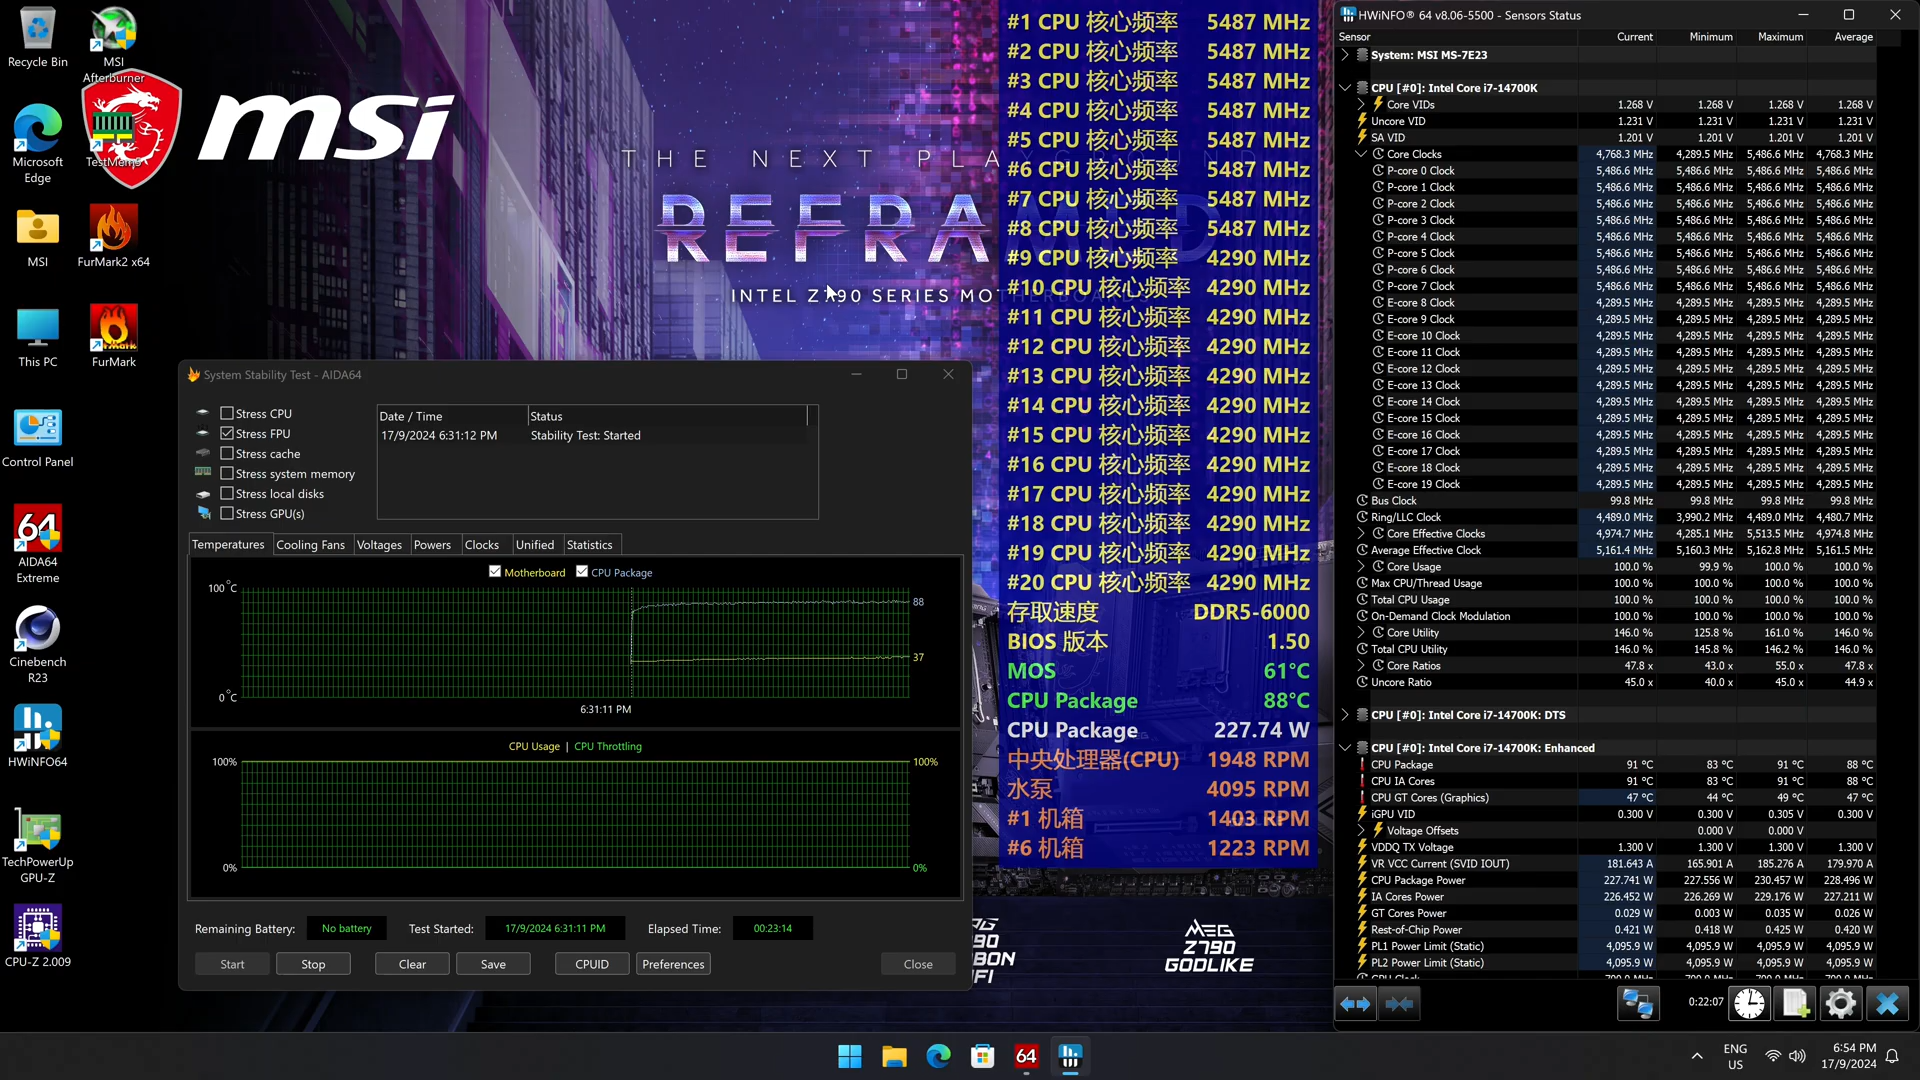 Recycle Bin
MSI Afterburner
Microsoft Edge
TestMem5
MSI
FurMark2 x64
This PC
FurMark
Control Panel
AIDA64 Extreme
Cinebench R23
HWiNFO64
TechPowerUp GPU-Z
CPU-Z 2.009
msi
THE NEXT PLA
REFRA
INTEL Z790 SERIES MOTHERBOARDS
System Stability Test - AIDA64
Stress CPU
Stress FPU
Stress cache
Stress system memory
Stress local disks
Stress GPU(s)
Date / Time Status
17/9/2024 6:31:12 PM Stability Test: Started
Temperatures Cooling Fans Voltages Powers Clocks Unified Statistics
Motherboard CPU Package
100°C
88
37
0°C
6:31:11 PM
CPU Usage | CPU Throttling
100% 100%
0% 0%
Remaining Battery: No battery Test Started: 17/9/2024 6:31:11 PM Elapsed Time: 00:23:14
Start Stop Clear Save CPUID Preferences Close
#1 CPU 核心频率 5487 MHz
#2 CPU 核心频率 5487 MHz
#3 CPU 核心频率 5487 MHz
#4 CPU 核心频率 5487 MHz
#5 CPU 核心频率 5487 MHz
#6 CPU 核心频率 5487 MHz
#7 CPU 核心频率 5487 MHz
#8 CPU 核心频率 5487 MHz
#9 CPU 核心频率 4290 MHz
#10 CPU 核心频率 4290 MHz
#11 CPU 核心频率 4290 MHz
#12 CPU 核心频率 4290 MHz
#13 CPU 核心频率 4290 MHz
#14 CPU 核心频率 4290 MHz
#15 CPU 核心频率 4290 MHz
#16 CPU 核心频率 4290 MHz
#17 CPU 核心频率 4290 MHz
#18 CPU 核心频率 4290 MHz
#19 CPU 核心频率 4290 MHz
#20 CPU 核心频率 4290 MHz
存取速度 DDR5-6000
BIOS 版本 1.50
MOS 61°C
CPU Package 88°C
CPU Package 227.74 W
中央处理器(CPU) 1948 RPM
水泵 4095 RPM
#1 机箱 1403 RPM
#6 机箱 1223 RPM
MEG
Z790
GODLIKE
HWiNFO® 64 v8.06-5500 - Sensors Status
Sensor Current Minimum Maximum Average
System: MSI MS-7E23
CPU [#0]: Intel Core i7-14700K
Core VIDs 1.268 V 1.268 V 1.268 V 1.268 V
Uncore VID 1.231 V 1.231 V 1.231 V 1.231 V
SA VID 1.201 V 1.201 V 1.201 V 1.201 V
Core Clocks 4,768.3 MHz 4,289.5 MHz 5,486.6 MHz 4,768.3 MHz
P-core 0 Clock 5,486.6 MHz 5,486.6 MHz 5,486.6 MHz 5,486.6 MHz
P-core 1 Clock 5,486.6 MHz 5,486.6 MHz 5,486.6 MHz 5,486.6 MHz
P-core 2 Clock 5,486.6 MHz 5,486.6 MHz 5,486.6 MHz 5,486.6 MHz
P-core 3 Clock 5,486.6 MHz 5,486.6 MHz 5,486.6 MHz 5,486.6 MHz
P-core 4 Clock 5,486.6 MHz 5,486.6 MHz 5,486.6 MHz 5,486.6 MHz
P-core 5 Clock 5,486.6 MHz 5,486.6 MHz 5,486.6 MHz 5,486.6 MHz
P-core 6 Clock 5,486.6 MHz 5,486.6 MHz 5,486.6 MHz 5,486.6 MHz
P-core 7 Clock 5,486.6 MHz 5,486.6 MHz 5,486.6 MHz 5,486.6 MHz
E-core 8 Clock 4,289.5 MHz 4,289.5 MHz 4,289.5 MHz 4,289.5 MHz
E-core 9 Clock 4,289.5 MHz 4,289.5 MHz 4,289.5 MHz 4,289.5 MHz
E-core 10 Clock 4,289.5 MHz 4,289.5 MHz 4,289.5 MHz 4,289.5 MHz
E-core 11 Clock 4,289.5 MHz 4,289.5 MHz 4,289.5 MHz 4,289.5 MHz
E-core 12 Clock 4,289.5 MHz 4,289.5 MHz 4,289.5 MHz 4,289.5 MHz
E-core 13 Clock 4,289.5 MHz 4,289.5 MHz 4,289.5 MHz 4,289.5 MHz
E-core 14 Clock 4,289.5 MHz 4,289.5 MHz 4,289.5 MHz 4,289.5 MHz
E-core 15 Clock 4,289.5 MHz 4,289.5 MHz 4,289.5 MHz 4,289.5 MHz
E-core 16 Clock 4,289.5 MHz 4,289.5 MHz 4,289.5 MHz 4,289.5 MHz
E-core 17 Clock 4,289.5 MHz 4,289.5 MHz 4,289.5 MHz 4,289.5 MHz
E-core 18 Clock 4,289.5 MHz 4,289.5 MHz 4,289.5 MHz 4,289.5 MHz
E-core 19 Clock 4,289.5 MHz 4,289.5 MHz 4,289.5 MHz 4,289.5 MHz
Bus Clock 99.8 MHz 99.8 MHz 99.8 MHz 99.8 MHz
Ring/LLC Clock 4,489.0 MHz 3,990.2 MHz 4,489.0 MHz 4,480.7 MHz
Core Effective Clocks 4,974.7 MHz 4,285.1 MHz 5,513.5 MHz 4,974.8 MHz
Average Effective Clock 5,161.4 MHz 5,160.3 MHz 5,162.8 MHz 5,161.5 MHz
Core Usage 100.0 % 99.9 % 100.0 % 100.0 %
Max CPU/Thread Usage 100.0 % 100.0 % 100.0 % 100.0 %
Total CPU Usage 100.0 % 100.0 % 100.0 % 100.0 %
On-Demand Clock Modulation 100.0 % 100.0 % 100.0 % 100.0 %
Core Utility 146.0 % 125.8 % 161.0 % 146.0 %
Total CPU Utility 146.0 % 145.8 % 146.2 % 146.0 %
Core Ratios 47.8 x 43.0 x 55.0 x 47.8 x
Uncore Ratio 45.0 x 40.0 x 45.0 x 44.9 x
CPU [#0]: Intel Core i7-14700K: DTS
CPU [#0]: Intel Core i7-14700K: Enhanced
CPU Package 91 °C 83 °C 91 °C 88 °C
CPU IA Cores 91 °C 83 °C 91 °C 88 °C
CPU GT Cores (Graphics) 47 °C 44 °C 49 °C 47 °C
iGPU VID 0.300 V 0.300 V 0.305 V 0.300 V
Voltage Offsets 0.000 V 0.000 V
VDDQ TX Voltage 1.300 V 1.300 V 1.300 V 1.300 V
VR VCC Current (SVID IOUT) 181.643 A 165.901 A 185.276 A 179.970 A
CPU Package Power 227.741 W 227.556 W 230.457 W 228.496 W
IA Cores Power 226.452 W 226.269 W 229.176 W 227.211 W
GT Cores Power 0.029 W 0.003 W 0.035 W 0.026 W
Rest-of-Chip Power 0.421 W 0.418 W 0.425 W 0.420 W
PL1 Power Limit (Static) 4,095.9 W 4,095.9 W 4,095.9 W 4,095.9 W
PL2 Power Limit (Static) 4,095.9 W 4,095.9 W 4,095.9 W 4,095.9 W
0:22:07
64
ENG
US
6:54 PM
17/9/2024